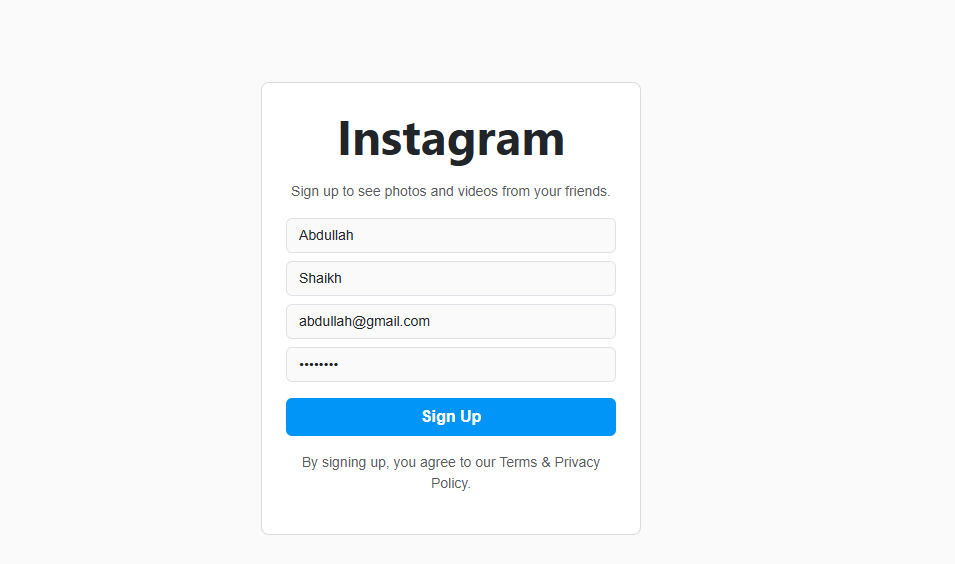 Instagram
Sign up to see photos and videos from your friends.
Abdullah
Shaikh
abdullah@gmail.com
••••••••
Sign Up
By signing up, you agree to our Terms & Privacy
Policy.